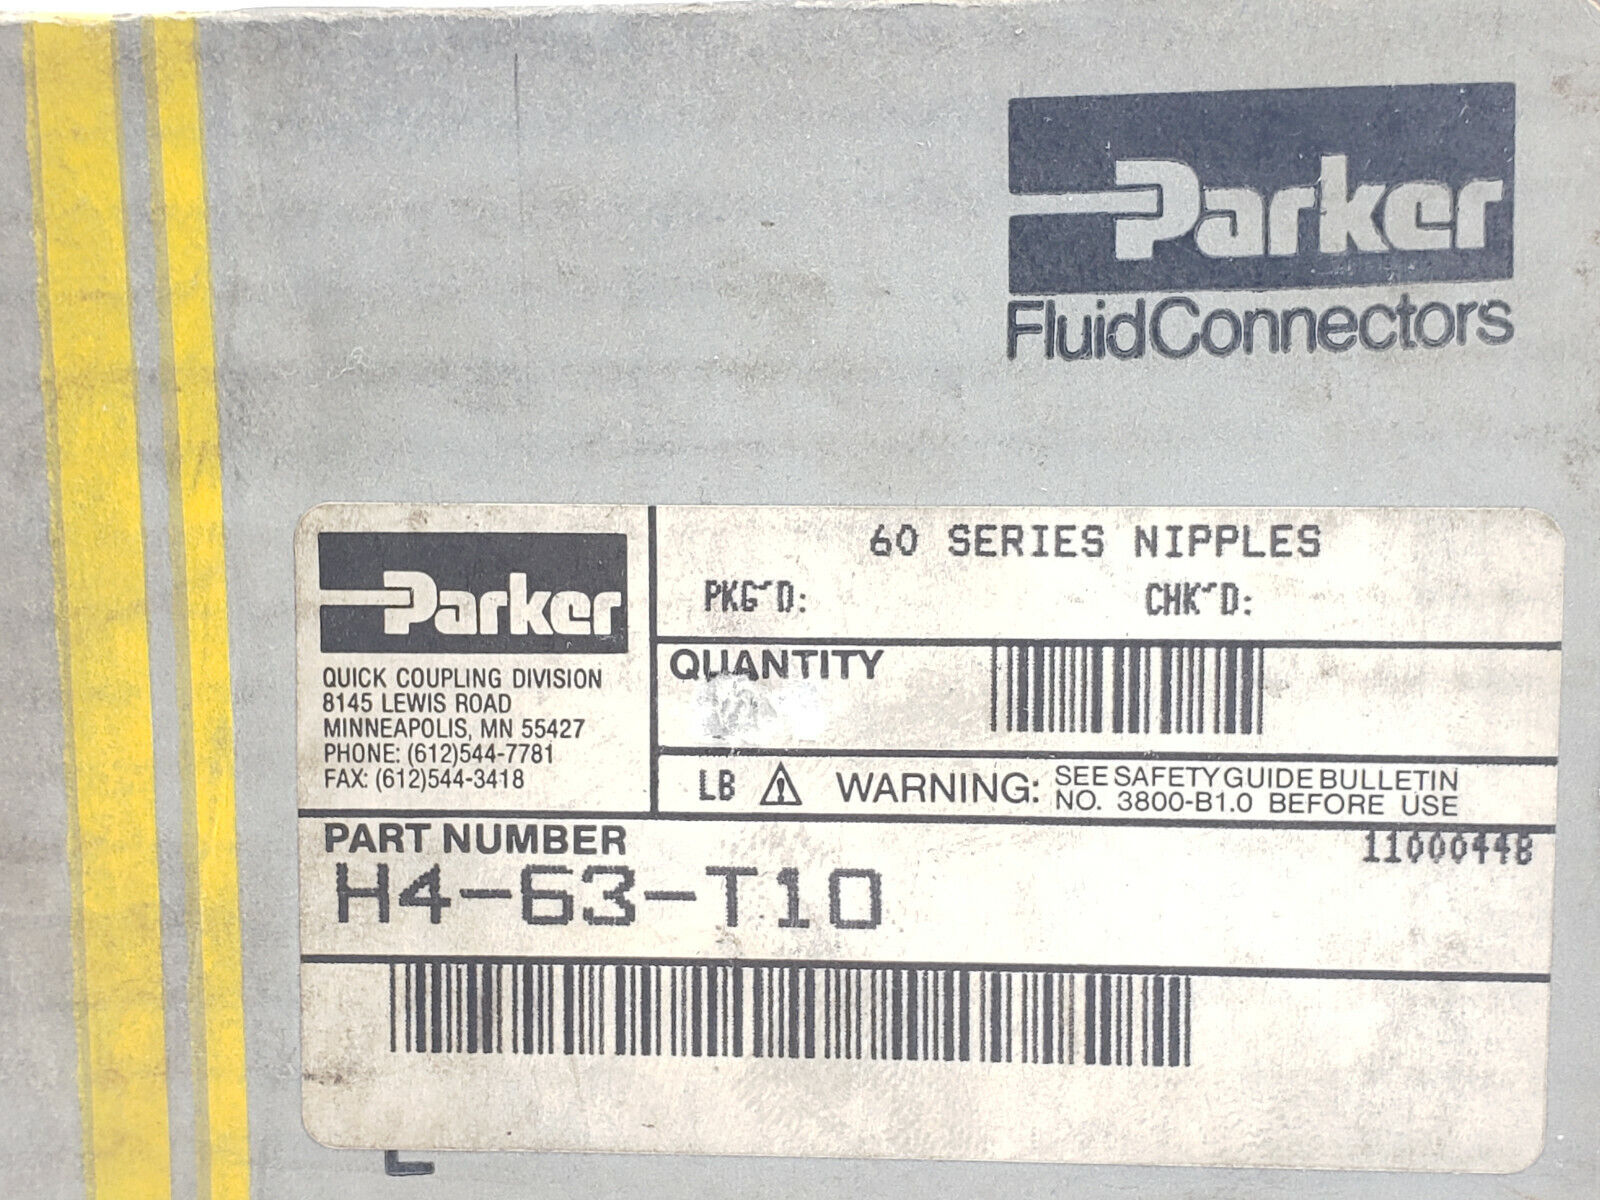 Parker
FluidConnectors
Parker
QUICK COUPLING DIVISION
8145 LEWIS ROAD
MINNEAPOLIS, MN 55427
PHONE: (612)544-7781
FAX: (612)544-3418
60 SERIES NIPPLES
PKG'D: CHK'D:
QUANTITY
LB ⚠ WARNING: SEE SAFETY GUIDE BULLETIN
NO. 3800-B1.0 BEFORE USE
PART NUMBER
H4-63-T10